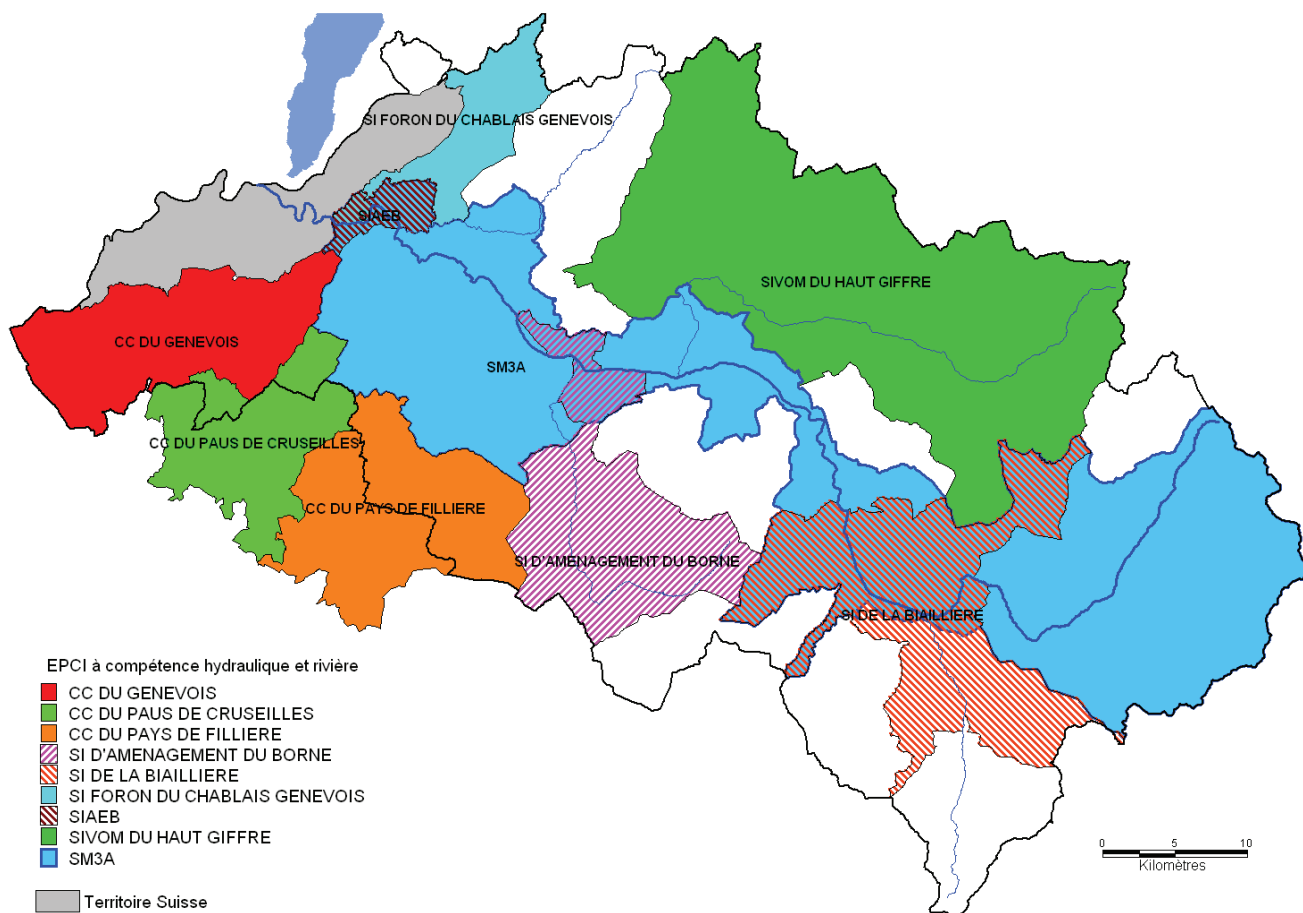 SI FORON DU CHABLAIS GENEVOIS
SIAEB
SIVOM DU HAUT GIFFRE
CC DU GENEVOIS
SM3A
CC DU PAUS DE CRUSEILLES
CC DU PAYS DE FILLIERE
SI D'AMENAGEMENT DU BORNE
SI DE LA BIAILLIERE
EPCI à compétence hydraulique et rivière
CC DU GENEVOIS
CC DU PAUS DE CRUSEILLES
CC DU PAYS DE FILLIERE
SI D'AMENAGEMENT DU BORNE
SI DE LA BIAILLIERE
SI FORON DU CHABLAIS GENEVOIS
SIAEB
SIVOM DU HAUT GIFFRE
SM3A
Territoire Suisse
0 5 10
Kilomètres